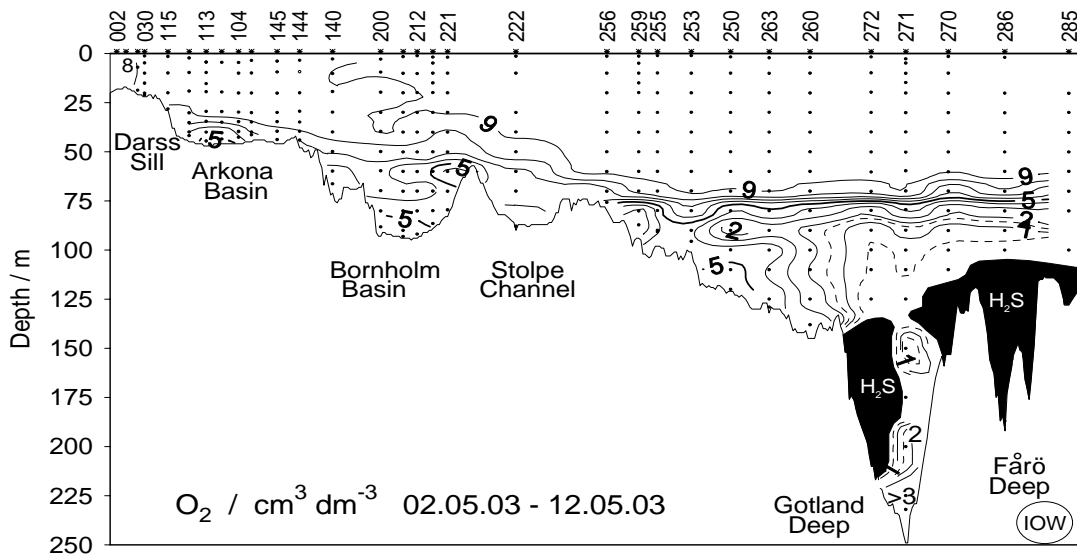 002 030 115 113 104 145 144 140 200 212 221 222 256 259 255 253 250 263 260 272 271 270 286 285
0
25
50
75
100
125
150
175
200
225
250
Depth / m
8
9
9
9
5
5
5
5
5
2
2
1
1
2
1
>3
Darss
Sill
Arkona
Basin
Bornholm
Basin
Stolpe
Channel
H₂S
H₂S
Gotland
Deep
Fårö
Deep
O₂ / cm³ dm⁻³ 02.05.03 - 12.05.03
IOW